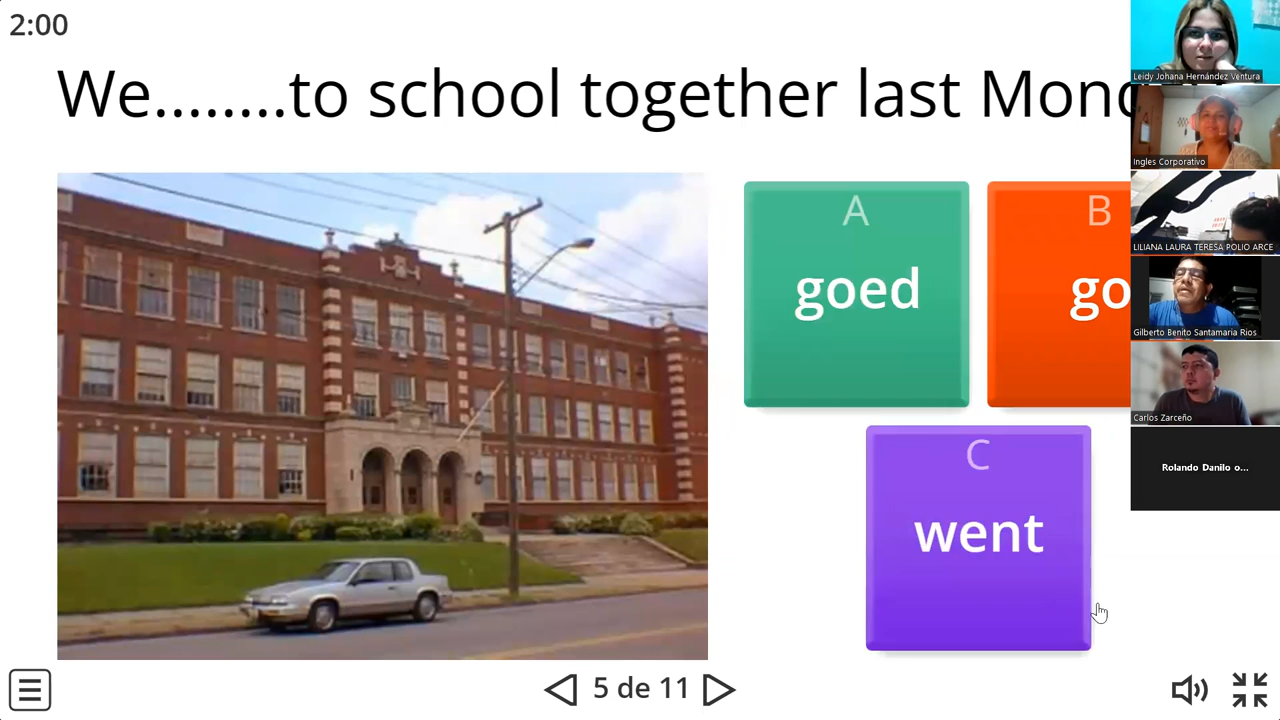 2:00
We........to school together last Mond
A
goed
B
go
C
went
5 de 11
Leidy Johana Hernández Ventura
Ingles Corporativo
LILIANA LAURA TERESA POLIO ARCE
Gilberto Benito Santamaria Rios
Carlos Zarceño
Rolando Danilo o...